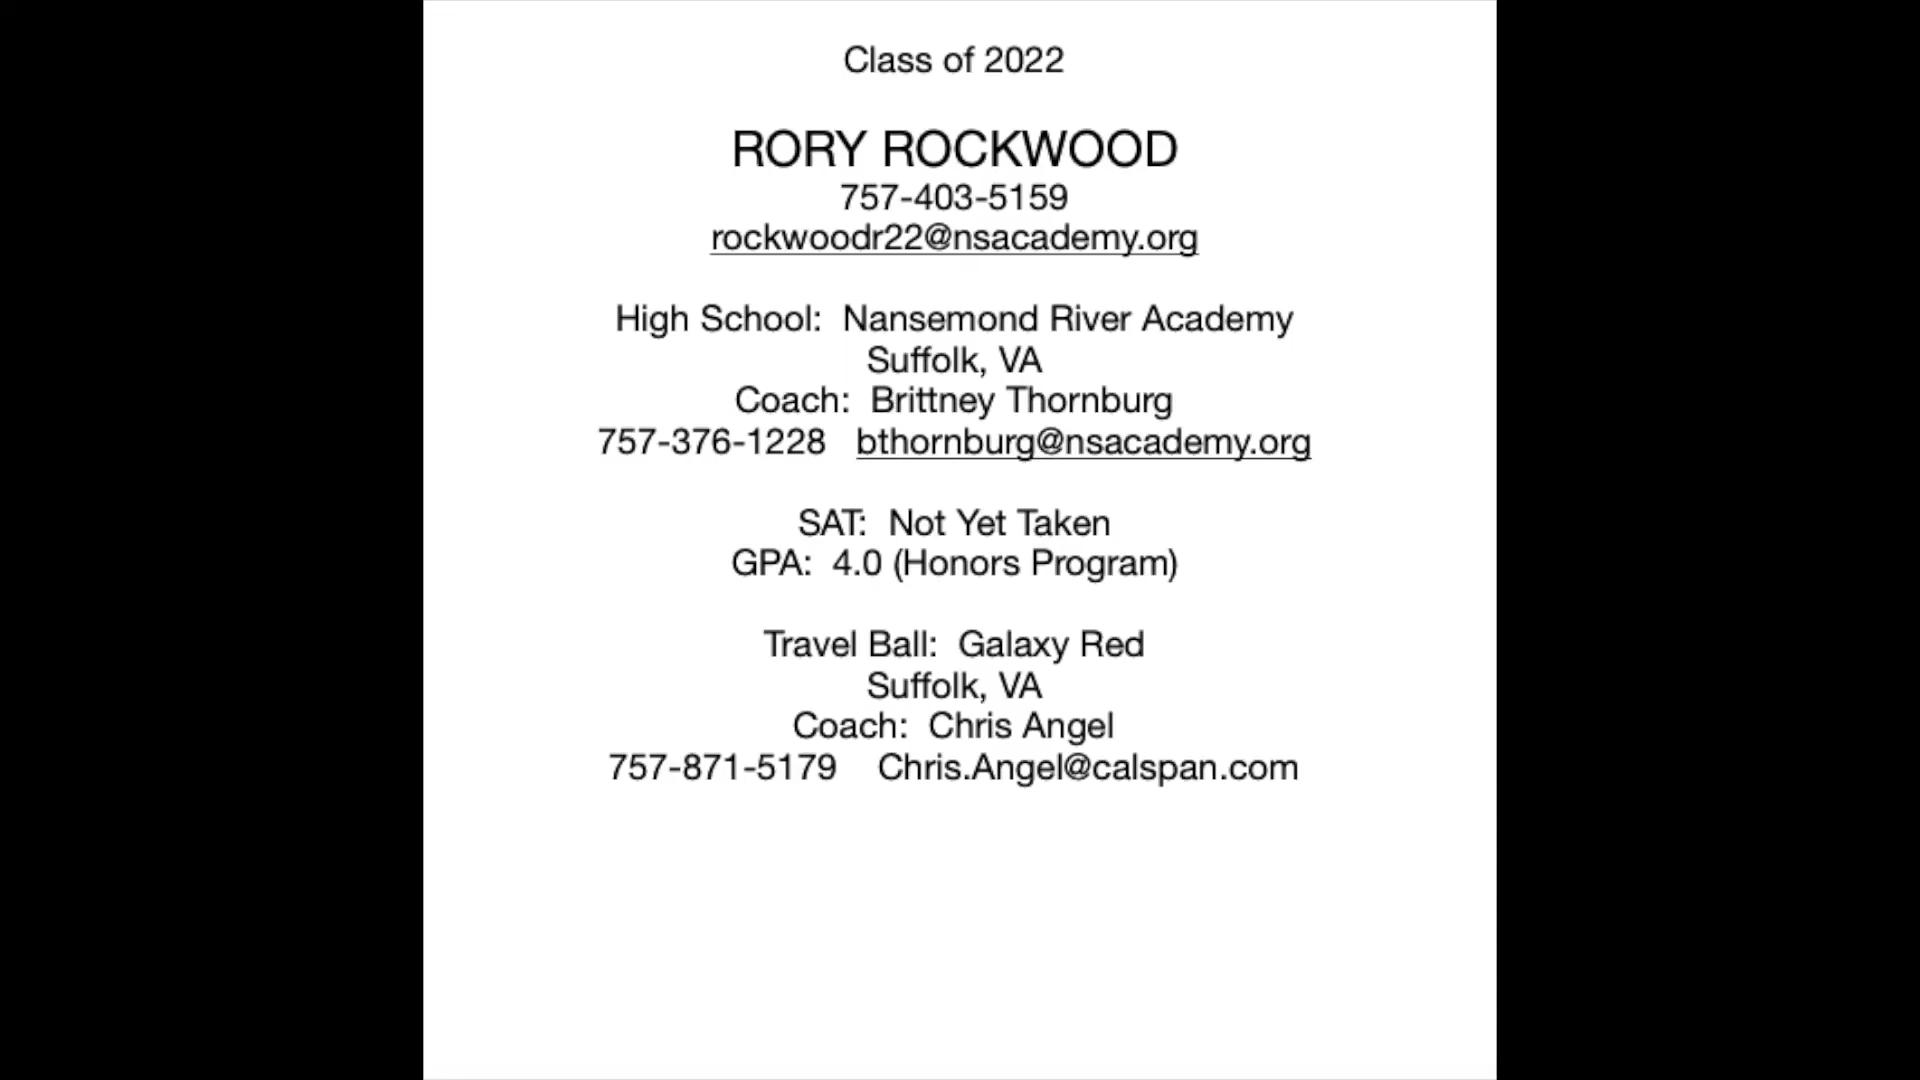 Class of 2022
RORY ROCKWOOD
757-403-5159
rockwoodr22@nsacademy.org
High School:  Nansemond River Academy
Suffolk, VA
Coach:  Brittney Thornburg
757-376-1228   bthornburg@nsacademy.org
SAT:  Not Yet Taken
GPA:  4.0 (Honors Program)
Travel Ball:  Galaxy Red
Suffolk, VA
Coach:  Chris Angel
757-871-5179    Chris.Angel@calspan.com